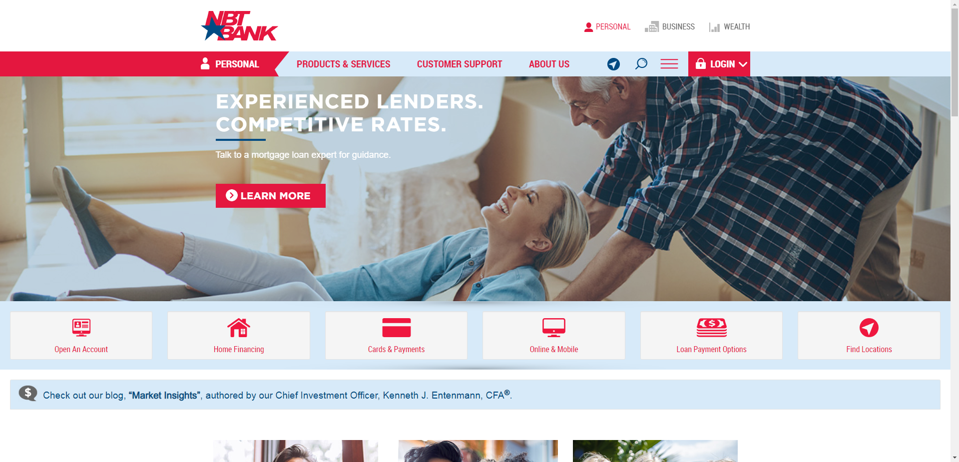 NBT
BANK
PERSONAL
BUSINESS
WEALTH
PERSONAL
PRODUCTS & SERVICES
CUSTOMER SUPPORT
ABOUT US
LOGIN
EXPERIENCED LENDERS.
COMPETITIVE RATES.
Talk to a mortgage loan expert for guidance.
LEARN MORE
Open An Account
Home Financing
Cards & Payments
Online & Mobile
Loan Payment Options
Find Locations
Check out our blog, “Market Insights”, authored by our Chief Investment Officer, Kenneth J. Entenmann, CFA®.